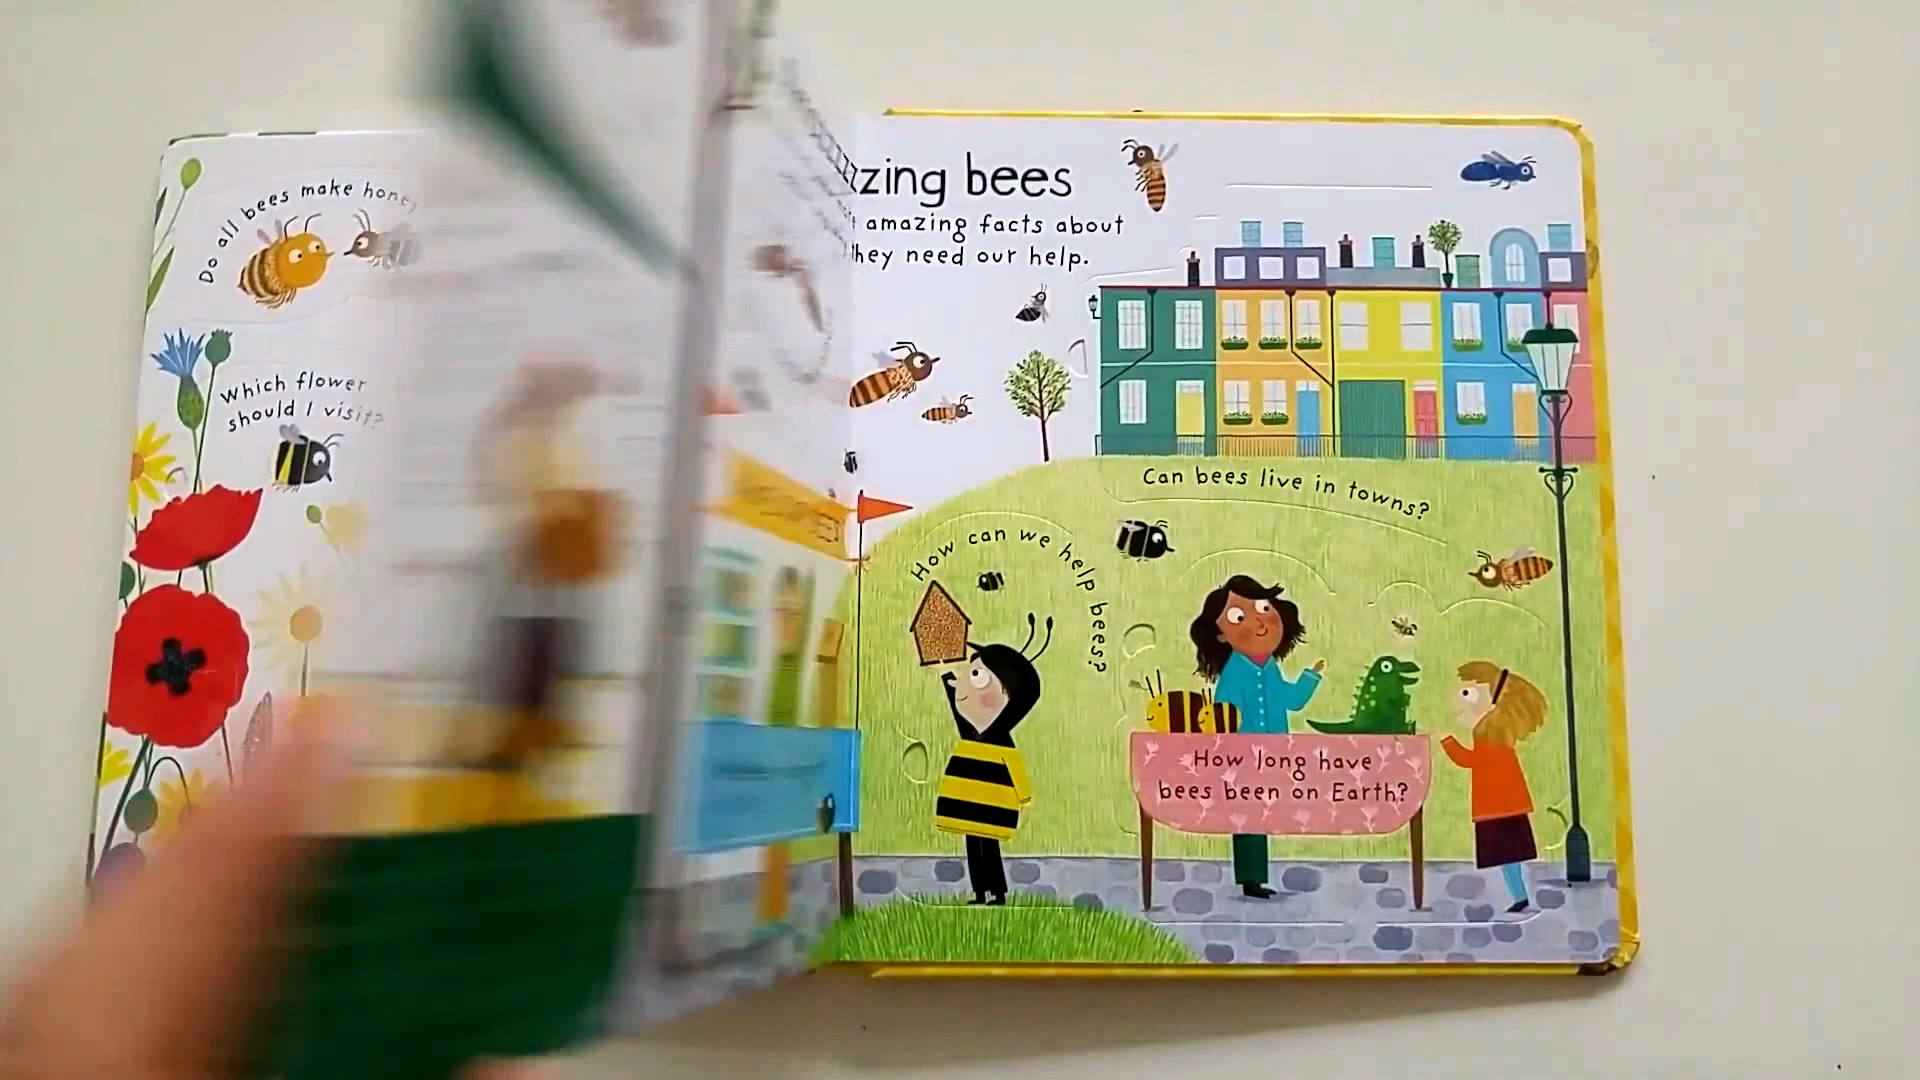 Do all bees make honey
Which flower
should I visit?
zing bees
amazing facts about
hey need our help.
Can bees live in towns?
How can we help bees?
How long have
bees been on Earth?